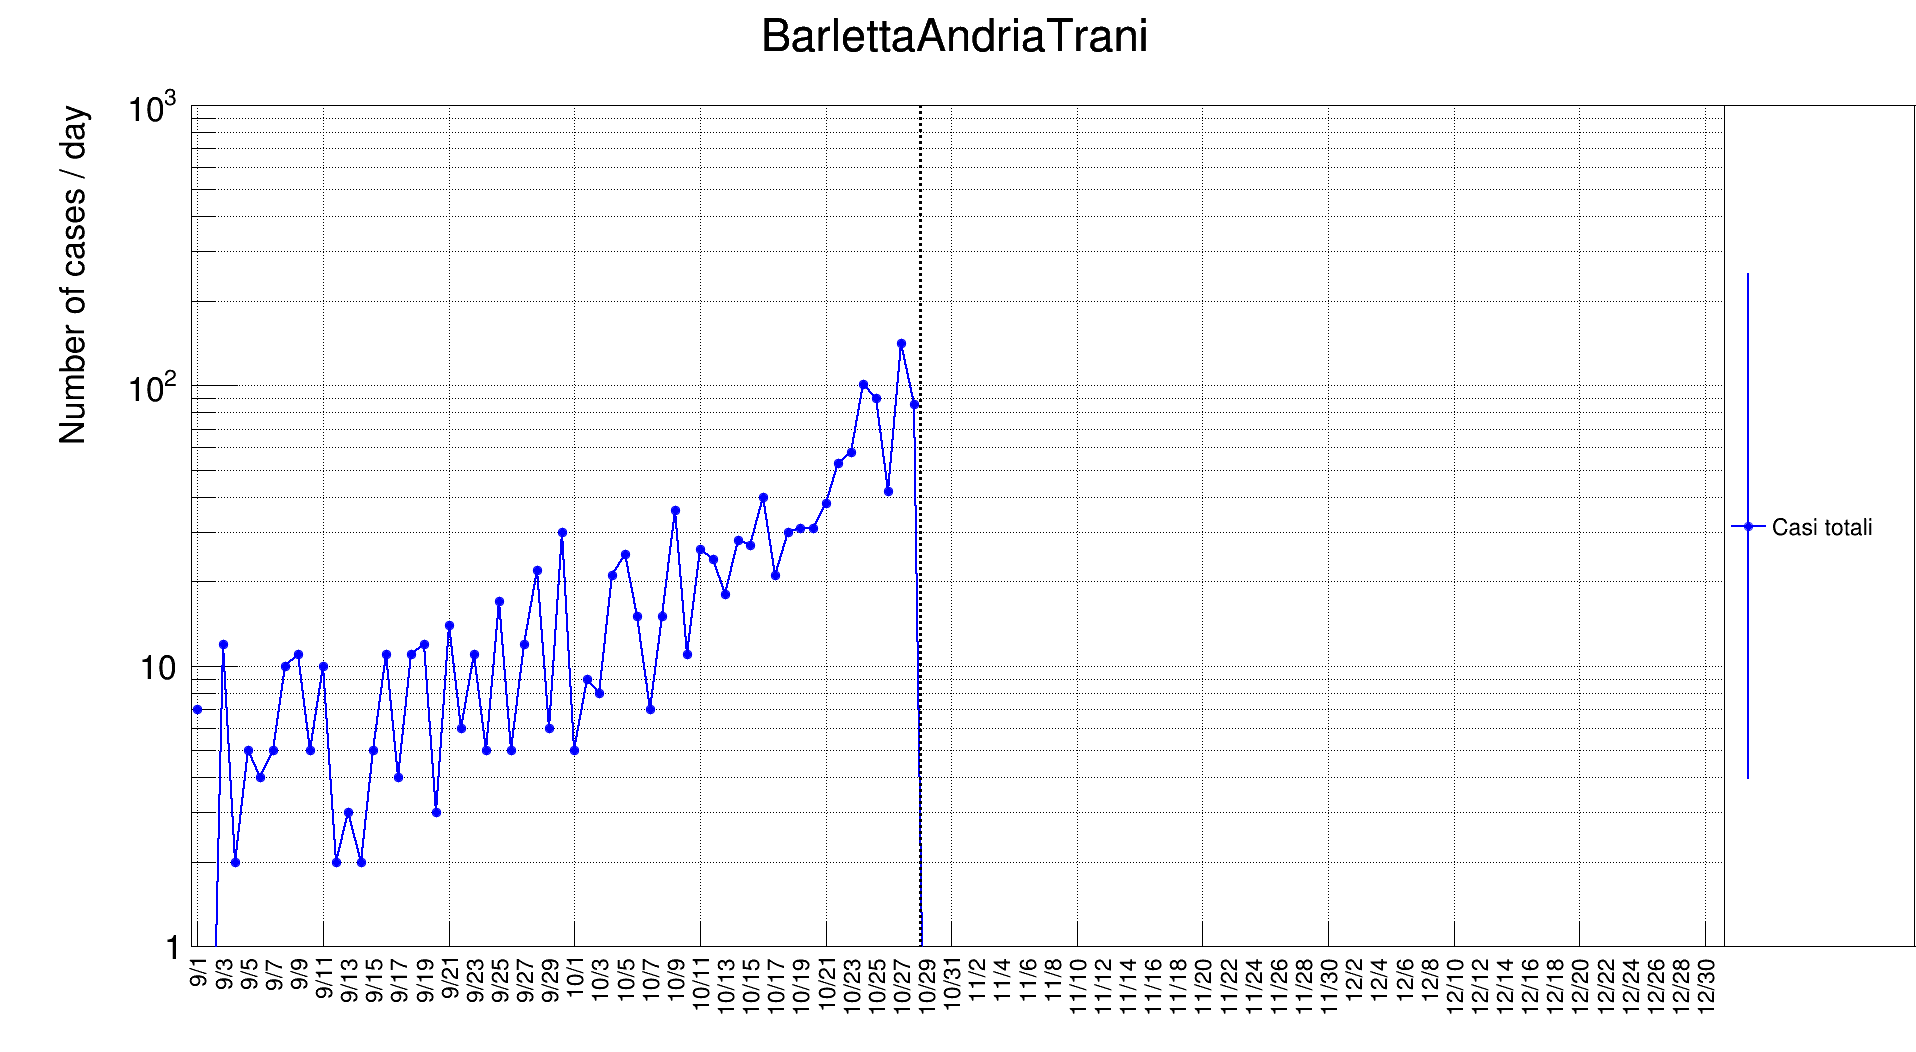 BarlettaAndriaTrani
Number of cases / day
10³
10²
10
1
9/1 9/3 9/5 9/7 9/9 9/11 9/13 9/15 9/17 9/19 9/21 9/23 9/25 9/27 9/29 10/1 10/3 10/5 10/7 10/9 10/11 10/13 10/15 10/17 10/19 10/21 10/23 10/25 10/27 10/29 10/31 11/2 11/4 11/6 11/8 11/10 11/12 11/14 11/16 11/18 11/20 11/22 11/24 11/26 11/28 11/30 12/2 12/4 12/6 12/8 12/10 12/12 12/14 12/16 12/18 12/20 12/22 12/24 12/26 12/28 12/30
Casi totali